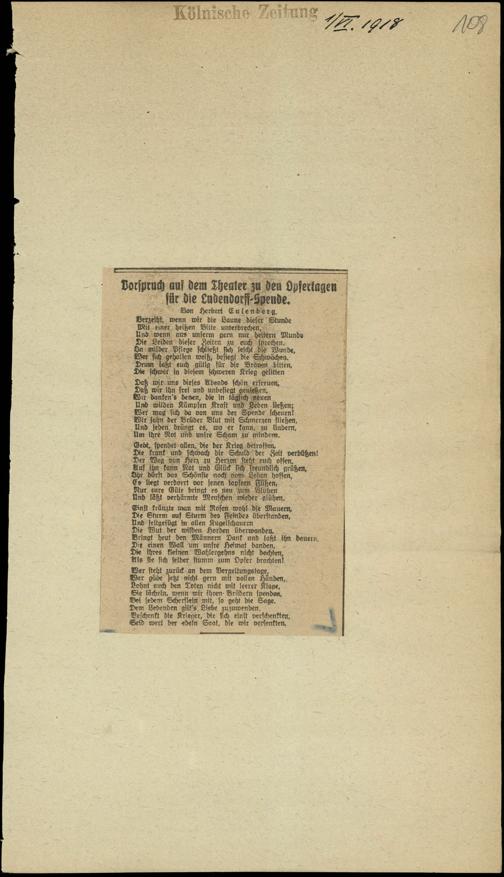 Kölnische Zeitung
1/VI. 1918
108
Vorspruch auf dem Theater zu den Opfertagen
für die Ludendorff-Spende.
Von Herbert Eulenberg.
Verzeiht, wenn wir die Laune dieser Stunde
Mit einer heißen Bitte unterbrechen,
Und wenn aus unserm gern nur heitern Munde
Die Leiden dieser Zeiten zu euch sprechen.
In milder Pflege schließt sich leicht die Wunde,
Wer sich geholfen weiß, besiegt die Schwächen.
Drum laßt euch gütig für die Braven bitten,
Die schwer in diesem schweren Krieg gelitten
Daß wir uns dieses Abends schön erfreuen,
Daß wir ihn frei und unbesiegt genießen,
Wir danken's denen, die in täglich neuen
Und wilden Kämpfen Kraft und Leben ließen;
Wer mag sich da von uns der Spende scheuen!
Wir sehn der Brüder Blut mit Schmerzen fließen,
Und jeden drängt es, wo er kann, zu lindern,
Um ihre Not und unsre Scham zu mindern.
Gebt, spendet allen, die der Krieg betroffen,
Die krank und schwach die Schuld der Zeit verbüßen!
Der Weg von Herz zu Herzen steht euch offen,
Auf ihm kann Not und Glück sich freundlich grüßen,
Ihr dürft das Schönste noch vom Leben hoffen,
Es liegt verdorrt vor jenen tapfern Füßen,
Nur eure Güte bringt es neu zum Blühen
Und läßt verhärmte Menschen wieder glühen.
Einst kränzte man mit Rosen wohl die Mauern,
Die Sturm auf Sturm des Feindes überstanden,
Und festgefügt in allen Kugelschauern
Die Wut der wilden Horden überwanden.
Bringt heut den Männern Dank und laßt ihn dauern,
Die einen Wall um unsre Heimat banden,
Die ihres kleinen Wohlergehns nicht dachten,
Als sie sich selber stumm zum Opfer brachten!
Wer steht zurück an dem Vergeltungstage,
Wer gäbe jetzt nicht gern mit vollen Händen,
Lohnt auch den Toten nicht mit leerer Klage,
Sie lächeln, wenn wir ihren Brüdern spenden,
Bei jedem Scherflein mit, so geht die Sage.
Dem Lebenden gilt's Liebe zuzuwenden,
Beschenkt die Krieger, die sich einst verschenkten,
Seid wert der edeln Saat, die wir versenkten.